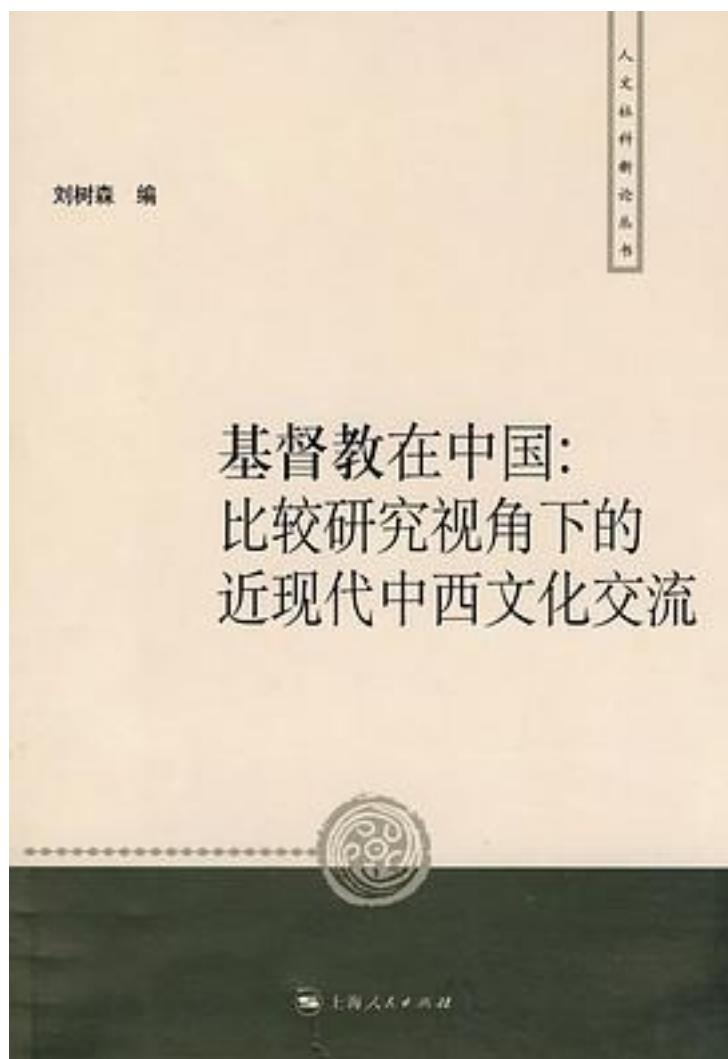 人文社科新论丛书
刘树森 编
基督教在中国:
比较研究视角下的
近现代中西文化交流
上海人民出版社